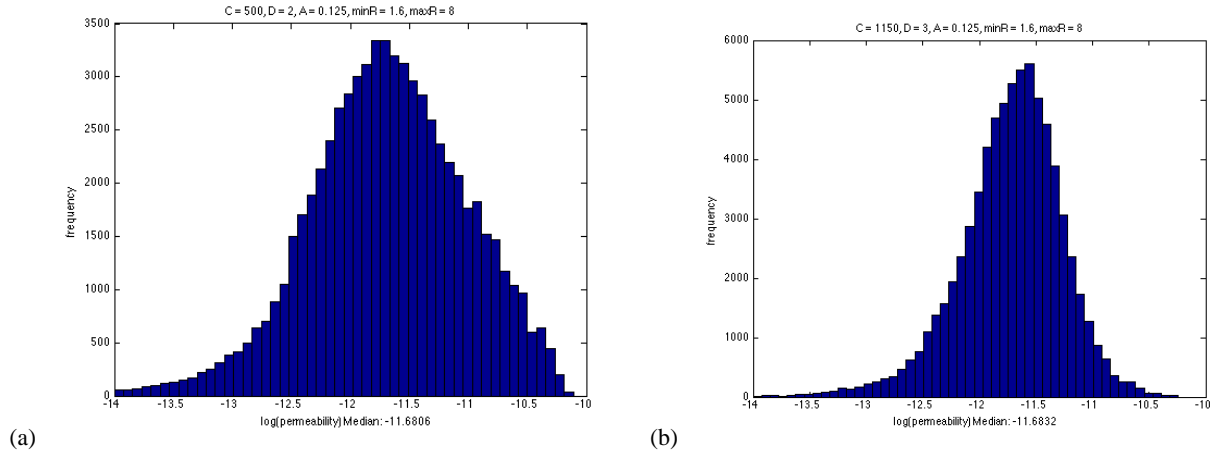 C = 500, D = 2, A = 0.125, minR = 1.6, maxR = 8
3500
3000
2500
2000
1500
1000
500
0
frequency
-14 -13.5 -13 -12.5 -12 -11.5 -11 -10.5 -10
log(permeability) Median: -11.6806
(a)
C = 1150, D = 3, A = 0.125, minR = 1.6, maxR = 8
6000
5000
4000
3000
2000
1000
0
frequency
-14 -13.5 -13 -12.5 -12 -11.5 -11 -10.5 -10
log(permeability) Median: -11.6832
(b)